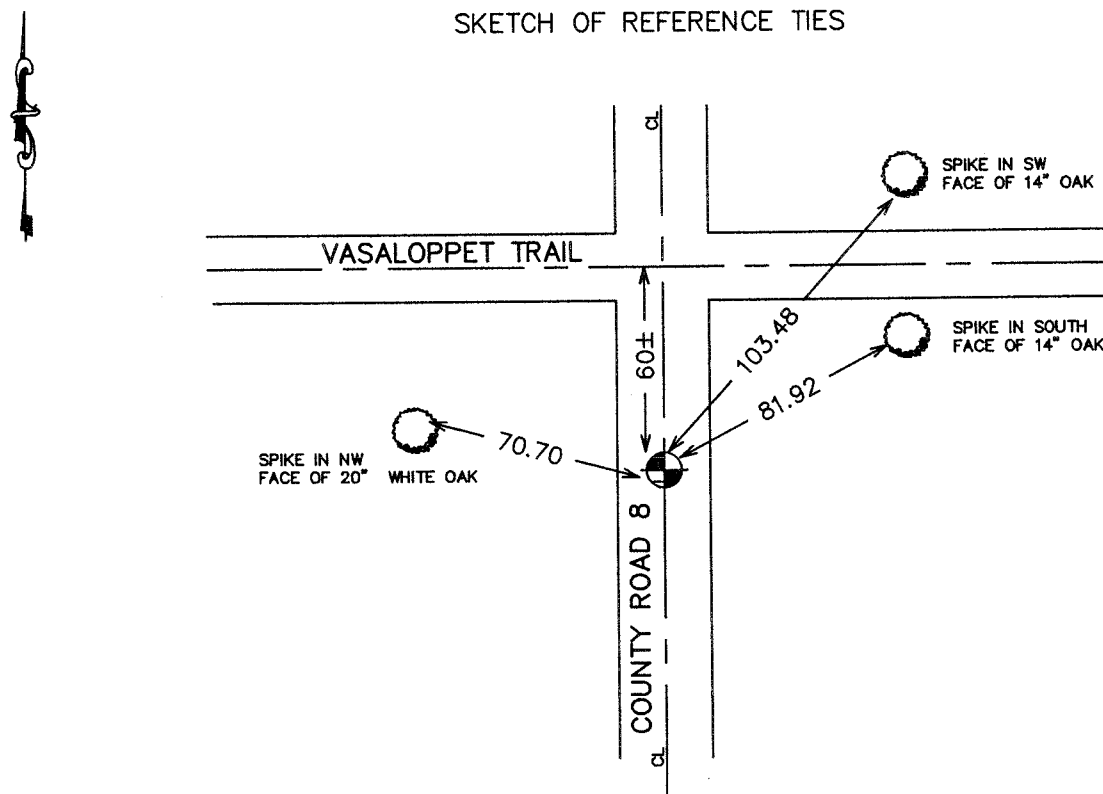 SKETCH OF REFERENCE TIES
CL
SPIKE IN SW
FACE OF 14" OAK
VASALOPPET TRAIL
60±
103.48
SPIKE IN SOUTH
FACE OF 14" OAK
81.92
70.70
SPIKE IN NW
FACE OF 20" WHITE OAK
COUNTY ROAD 8
CL